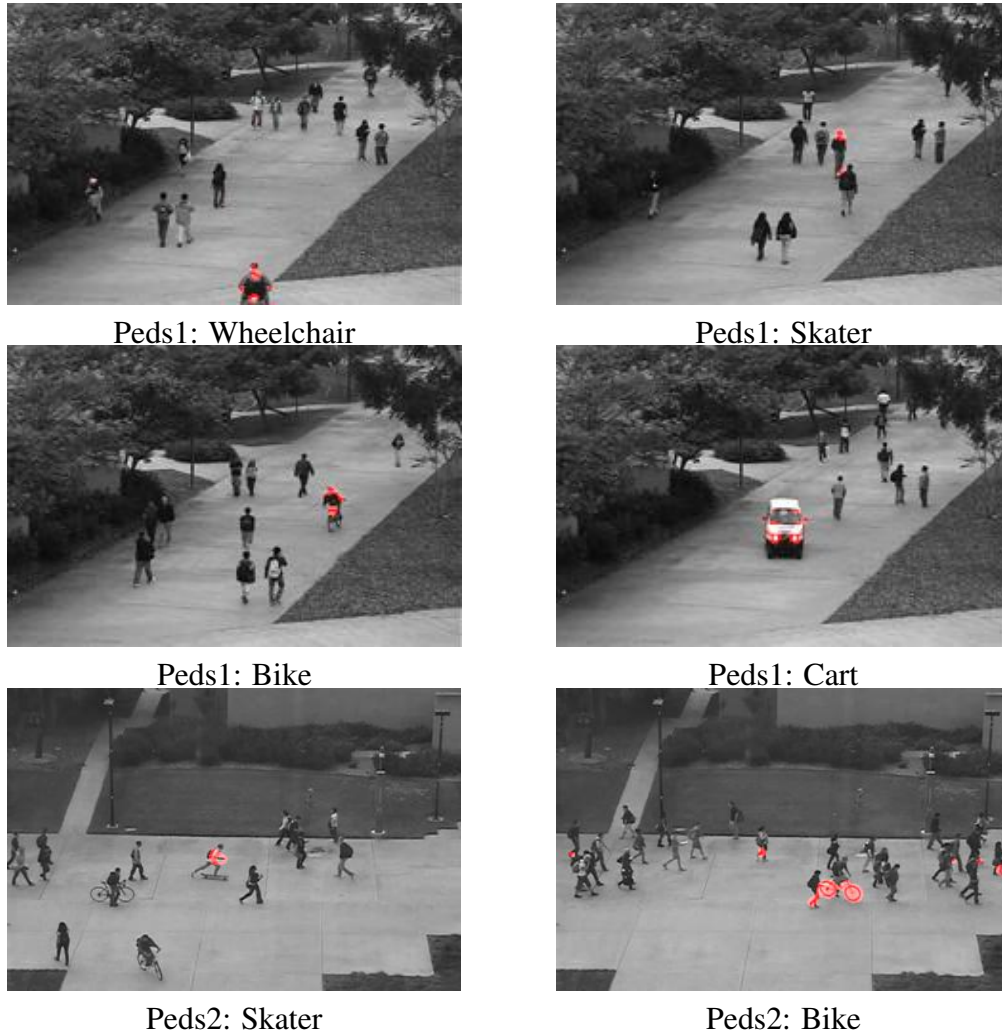 Peds1: Wheelchair
Peds1: Skater
Peds1: Bike
Peds1: Cart
Peds2: Skater
Peds2: Bike